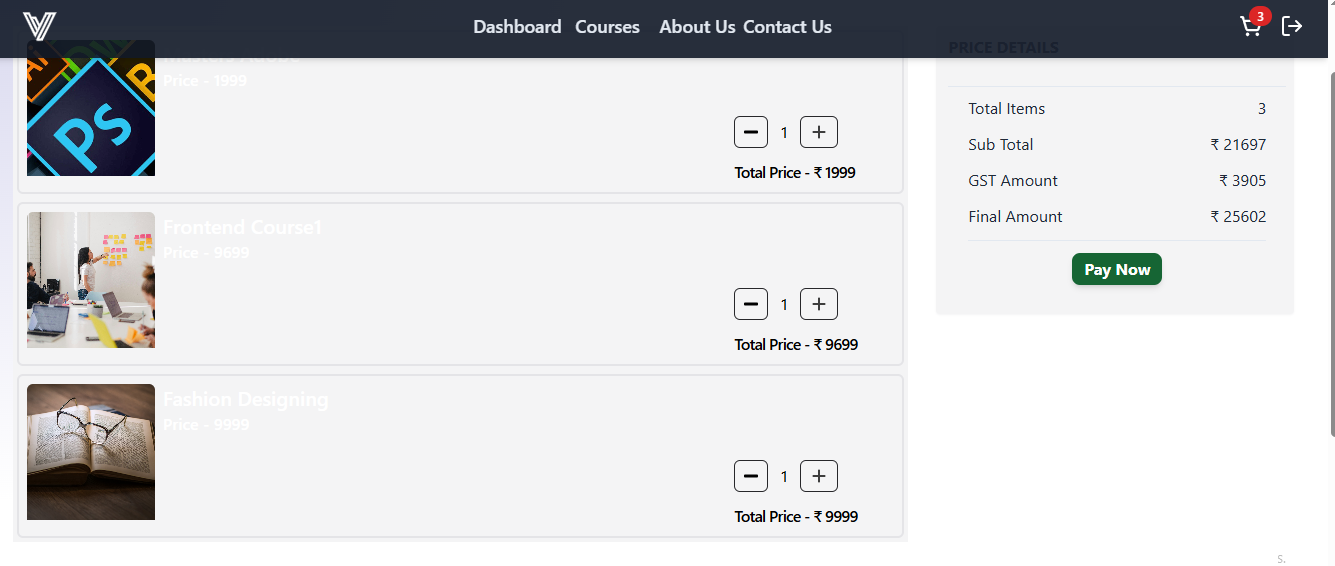 Dashboard Courses About Us Contact Us
3
PRICE DETAILS
Ai
PS
Price - 1999
1
Total Price - ₹ 1999
Frontend Course1
Price - 9699
1
Total Price - ₹ 9699
Fashion Designing
Price - 9999
1
Total Price - ₹ 9999
Total Items 3
Sub Total ₹ 21697
GST Amount ₹ 3905
Final Amount ₹ 25602
Pay Now
S.